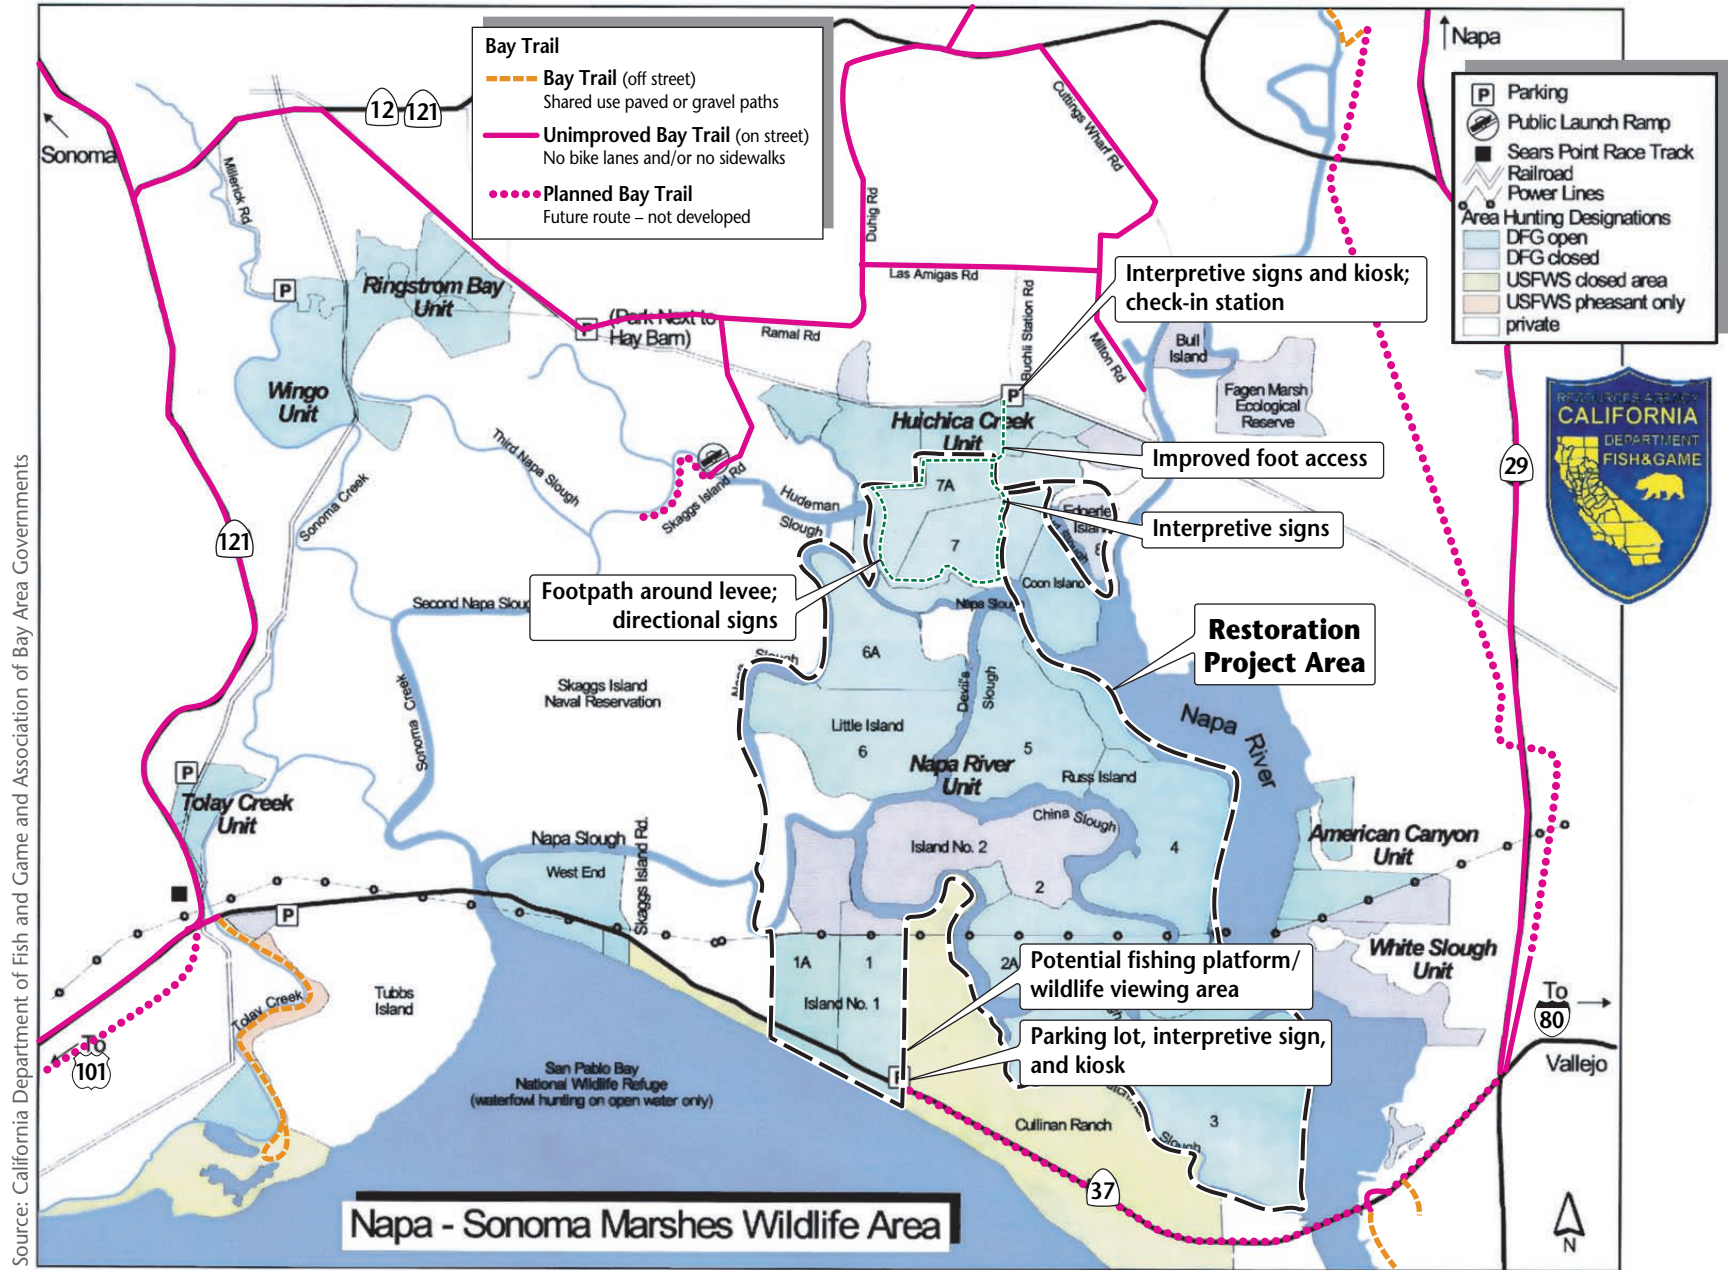 Napa
Bay Trail
Bay Trail (off street)
Shared use paved or gravel paths
Unimproved Bay Trail (on street)
No bike lanes and/or no sidewalks
Planned Bay Trail
Future route – not developed
P Parking
Public Launch Ramp
Sears Point Race Track
Railroad
Power Lines
Area Hunting Designations
DFG open
DFG closed
USFWS closed area
USFWS pheasant only
private
12
121
Sonoma
Millerick Rd
Cuttings Wharf Rd
Duhig Rd
Las Amigas Rd
Buchli Station Rd
Ramal Rd
Milton Rd
P
Ringstrom Bay
Unit
P
(Park Next to
Hay Barn)
Interpretive signs and kiosk;
check-in station
Bull
Island
Fagen Marsh
Ecological
Reserve
RESOURCES AGENCY
CALIFORNIA
DEPARTMENT
FISH&GAME
Wingo
Unit
P
Huichica Creek
Unit
Improved foot access
29
Third Napa Slough
Skaggs Island Rd
Hudeman
Slough
7A
7
Interpretive signs
Sonoma Creek
121
Coon Island
Footpath around levee;
directional signs
Second Napa Sloug
Napa Slough
Restoration
Project Area
6A
Slough
Skaggs Island
Naval Reservation
Devil's
Slough
Little Island
6
5
Napa River
Unit
Russ Island
Napa River
Sonoma Creek
P
Tolay Creek
Unit
Napa Slough
West End
Skaggs Island Rd.
Island No. 2
China Slough
2
4
American Canyon
Unit
P
1A
1
Island No. 1
2A
White Slough
Unit
Potential fishing platform/
wildlife viewing area
Parking lot, interpretive sign,
and kiosk
P
Tolay Creek
Tubbs
Island
To
101
To
80
Vallejo
San Pablo Bay
National Wildlife Refuge
(waterfowl hunting on open water only)
Cullinan Ranch
Slough
3
37
Napa - Sonoma Marshes Wildlife Area
N
Source: California Department of Fish and Game and Association of Bay Area Governments